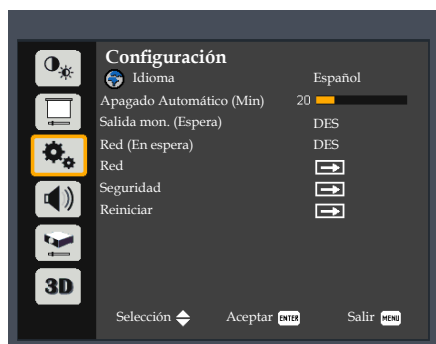 Configuración
Idioma Español
Apagado Automático (Min) 20
Salida mon. (Espera) DES
Red (En espera) DES
Red
Seguridad
Reiniciar
3D
Selección Aceptar ENTER Salir MENU